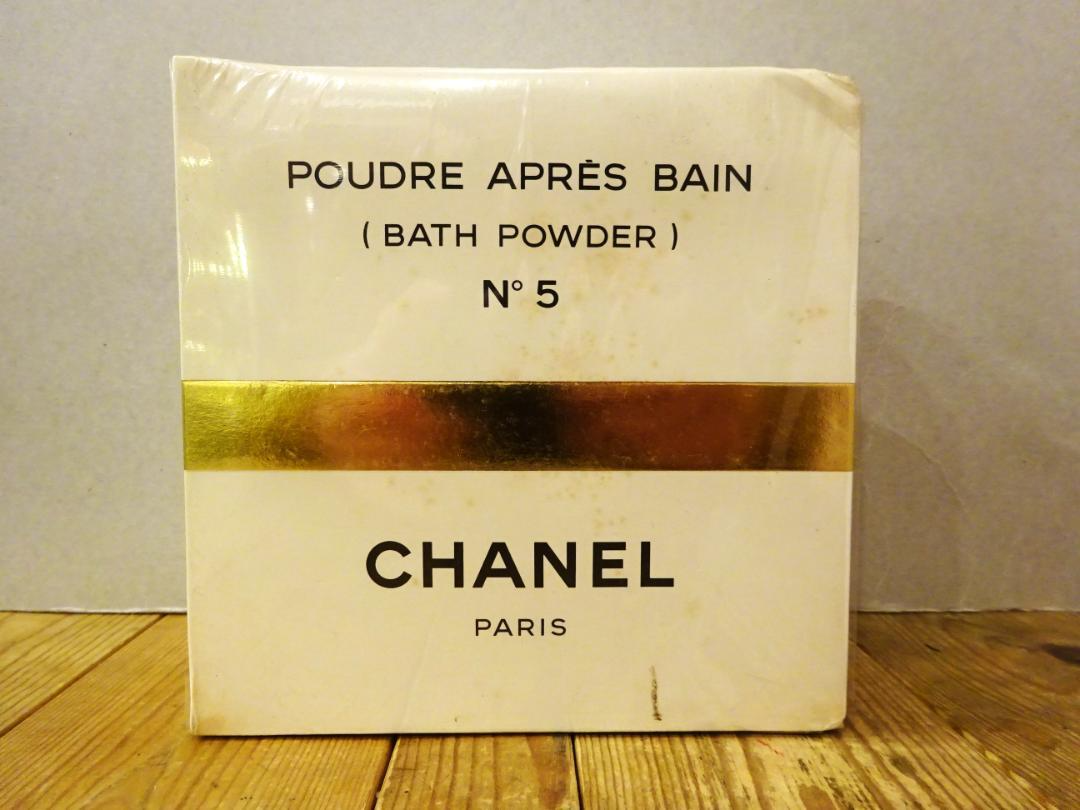 POUDRE APRÈS BAIN
( BATH POWDER )
N° 5
CHANEL
PARIS